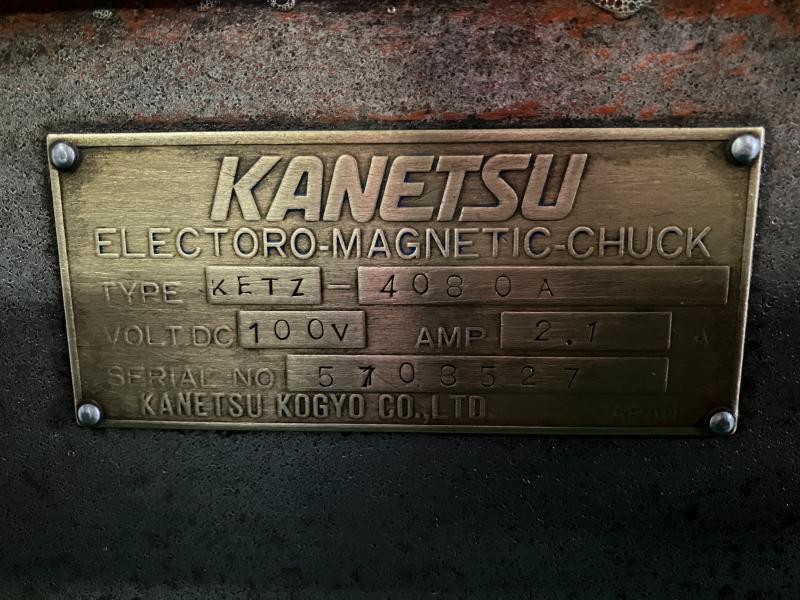 KANETSU
ELECTORO-MAGNETIC-CHUCK
TYPE KETZ - 4080A
VOLT.DC 100V AMP 2.1 A
SERIAL NO 5708527
KANETSU KOGYO CO.,LTD. JAPAN